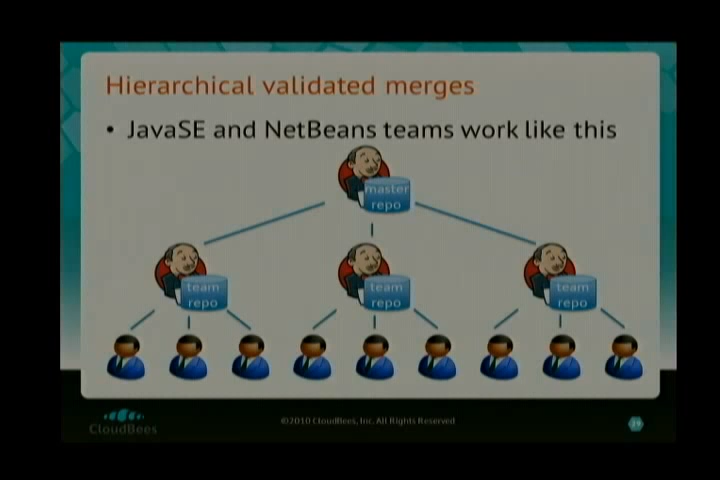 Hierarchical validated merges
• JavaSE and NetBeans teams work like this
master
repo
team
repo
team
repo
team
repo
CloudBees
©2010 CloudBees, Inc. All Rights Reserved
29